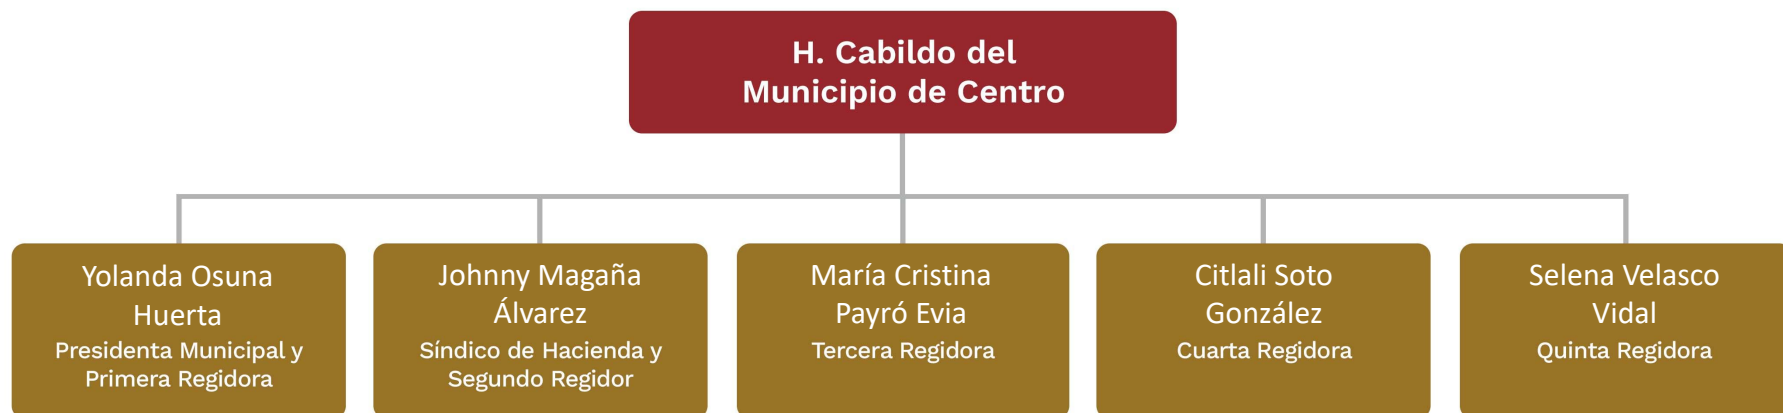 H. Cabildo del
Municipio de Centro
Yolanda Osuna
Huerta
Presidenta Municipal y
Primera Regidora
Johnny Magaña
Álvarez
Síndico de Hacienda y
Segundo Regidor
María Cristina
Payró Evia
Tercera Regidora
Citlali Soto
González
Cuarta Regidora
Selena Velasco
Vidal
Quinta Regidora